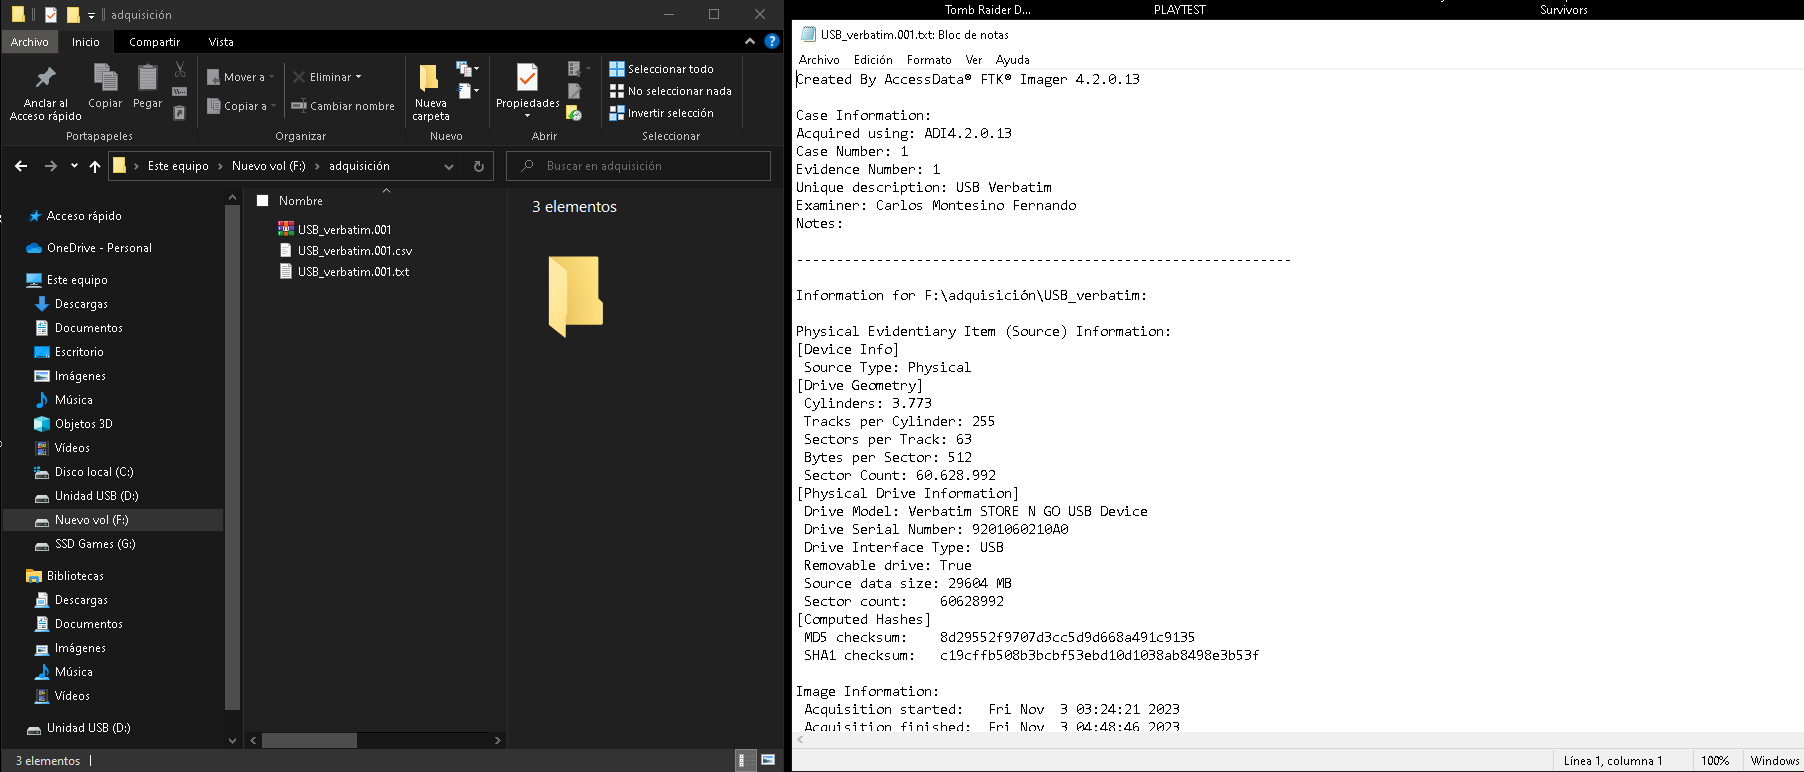 adquisición
Archivo Inicio Compartir Vista
Anclar al
Acceso rápido
Copiar
Pegar
Portapapeles
Mover a
Copiar a
Eliminar
Cambiar nombre
Organizar
Nueva
carpeta
Nuevo
Propiedades
Abrir
Seleccionar todo
No seleccionar nada
Invertir selección
Seleccionar
Este equipo > Nuevo vol (F:) > adquisición
Buscar en adquisición
Acceso rápido
OneDrive - Personal
Este equipo
Descargas
Documentos
Escritorio
Imágenes
Música
Objetos 3D
Vídeos
Disco local (C:)
Unidad USB (D:)
Nuevo vol (F:)
SSD Games (G:)
Bibliotecas
Descargas
Documentos
Imágenes
Música
Vídeos
Unidad USB (D:)
Nombre
USB_verbatim.001
USB_verbatim.001.csv
USB_verbatim.001.txt
3 elementos
3 elementos
Tomb Raider D...
PLAYTEST
Survivors
USB_verbatim.001.txt: Bloc de notas
Archivo Edición Formato Ver Ayuda
Created By AccessData® FTK® Imager 4.2.0.13
Case Information:
Acquired using: ADI4.2.0.13
Case Number: 1
Evidence Number: 1
Unique description: USB Verbatim
Examiner: Carlos Montesino Fernando
Notes:
--------------------------------------------------------------
Information for F:\adquisición\USB_verbatim:
Physical Evidentiary Item (Source) Information:
[Device Info]
Source Type: Physical
[Drive Geometry]
Cylinders: 3.773
Tracks per Cylinder: 255
Sectors per Track: 63
Bytes per Sector: 512
Sector Count: 60.628.992
[Physical Drive Information]
Drive Model: Verbatim STORE N GO USB Device
Drive Serial Number: 9201060210A0
Drive Interface Type: USB
Removable drive: True
Source data size: 29604 MB
Sector count: 60628992
[Computed Hashes]
MD5 checksum: 8d29552f9707d3cc5d9d668a491c9135
SHA1 checksum: c19cffb508b3bcbf53ebd10d1038ab8498e3b53f
Image Information:
Acquisition started: Fri Nov 3 03:24:21 2023
Acquisition finished: Fri Nov 3 04:48:46 2023
Línea 1, columna 1
100%
Windows